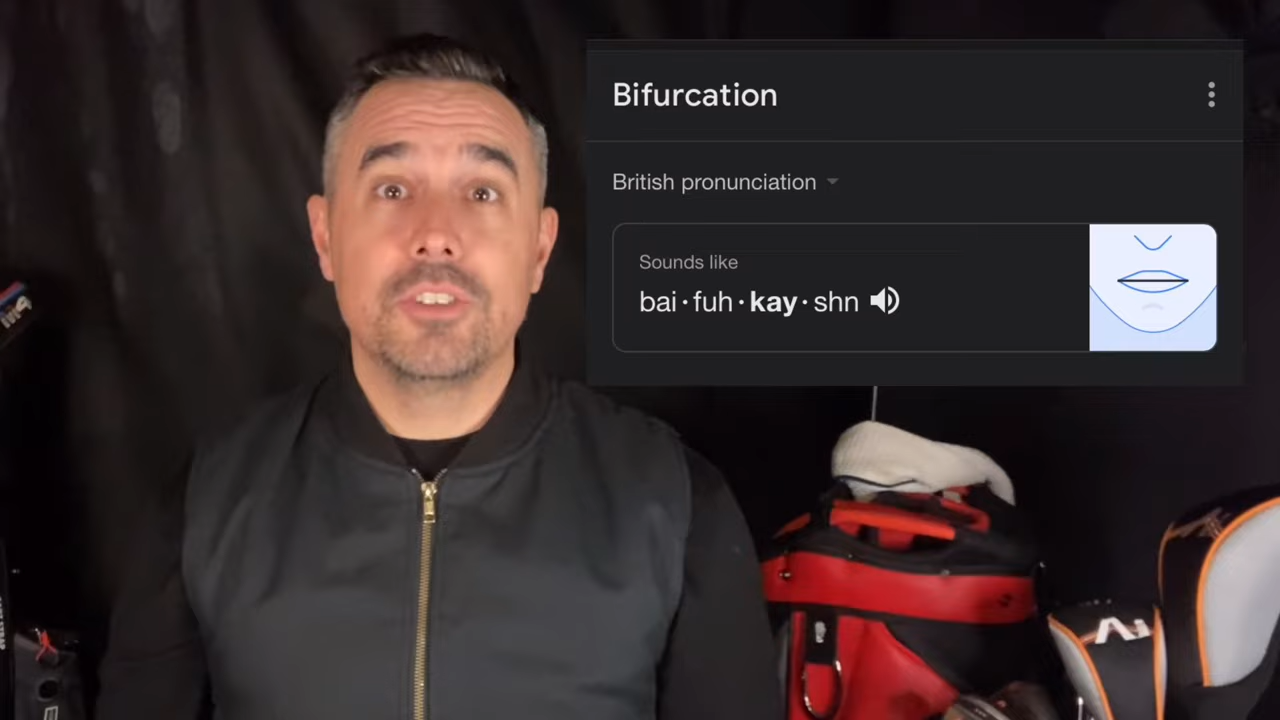 Bifurcation
British pronunciation
Sounds like
bai·fuh·kay·shn